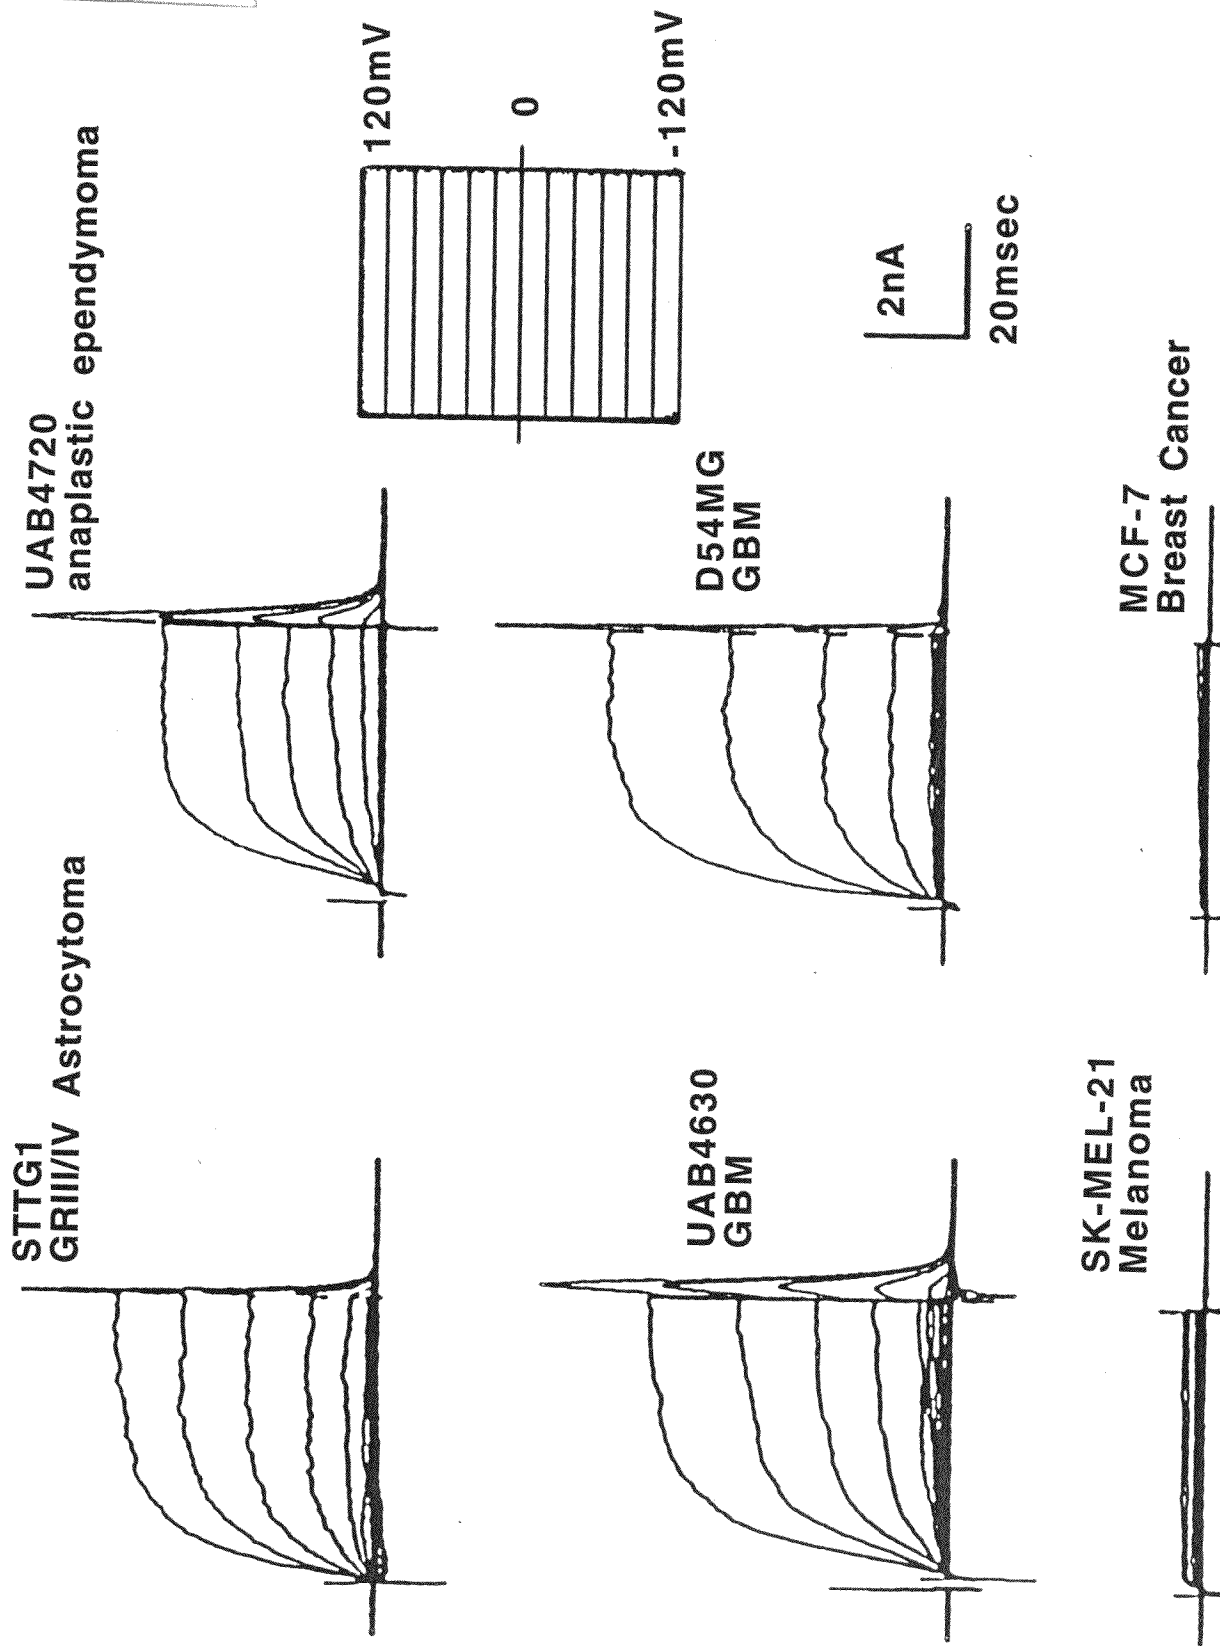 STTG1
GRIII/IV Astrocytoma
UAB4720
anaplastic ependymoma
120mV
0
-120mV
UAB4630
GBM
D54MG
GBM
2nA
20msec
SK-MEL-21
Melanoma
MCF-7
Breast Cancer